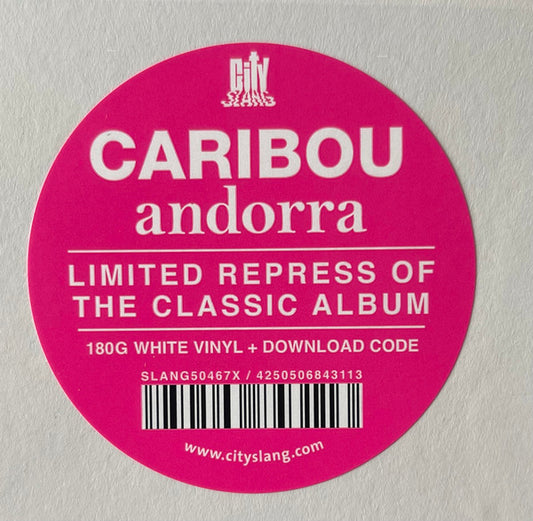 City
SLANG
CARIBOU
andorra
LIMITED REPRESS OF
THE CLASSIC ALBUM
180G WHITE VINYL + DOWNLOAD CODE
SLANG50467X / 4250506843113
www.cityslang.com